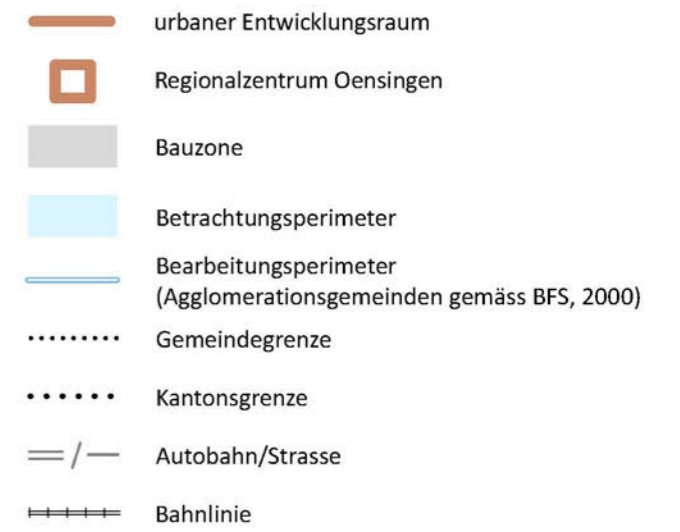 urbaner Entwicklungsraum
Regionalzentrum Oensingen
Bauzone
Betrachtungsperimeter
Bearbeitungsperimeter
(Agglomerationsgemeinden gemäss BFS, 2000)
Gemeindegrenze
Kantonsgrenze
Autobahn/Strasse
Bahnlinie